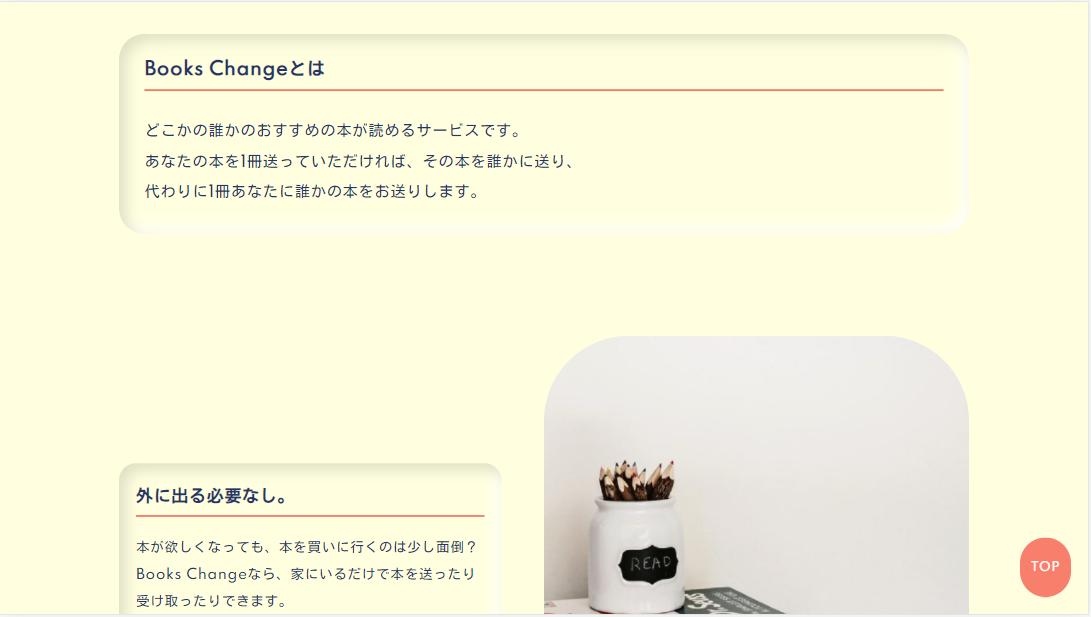 Books Changeとは
どこかの誰かのおすすめの本が読めるサービスです。
あなたの本を1冊送っていただければ、その本を誰かに送り、
代わりに1冊あなたに誰かの本をお送りします。
外に出る必要なし。
本が欲しくなっても、本を買いに行くのは少し面倒？
Books Changeなら、家にいるだけで本を送ったり
受け取ったりできます。
READ
TOP